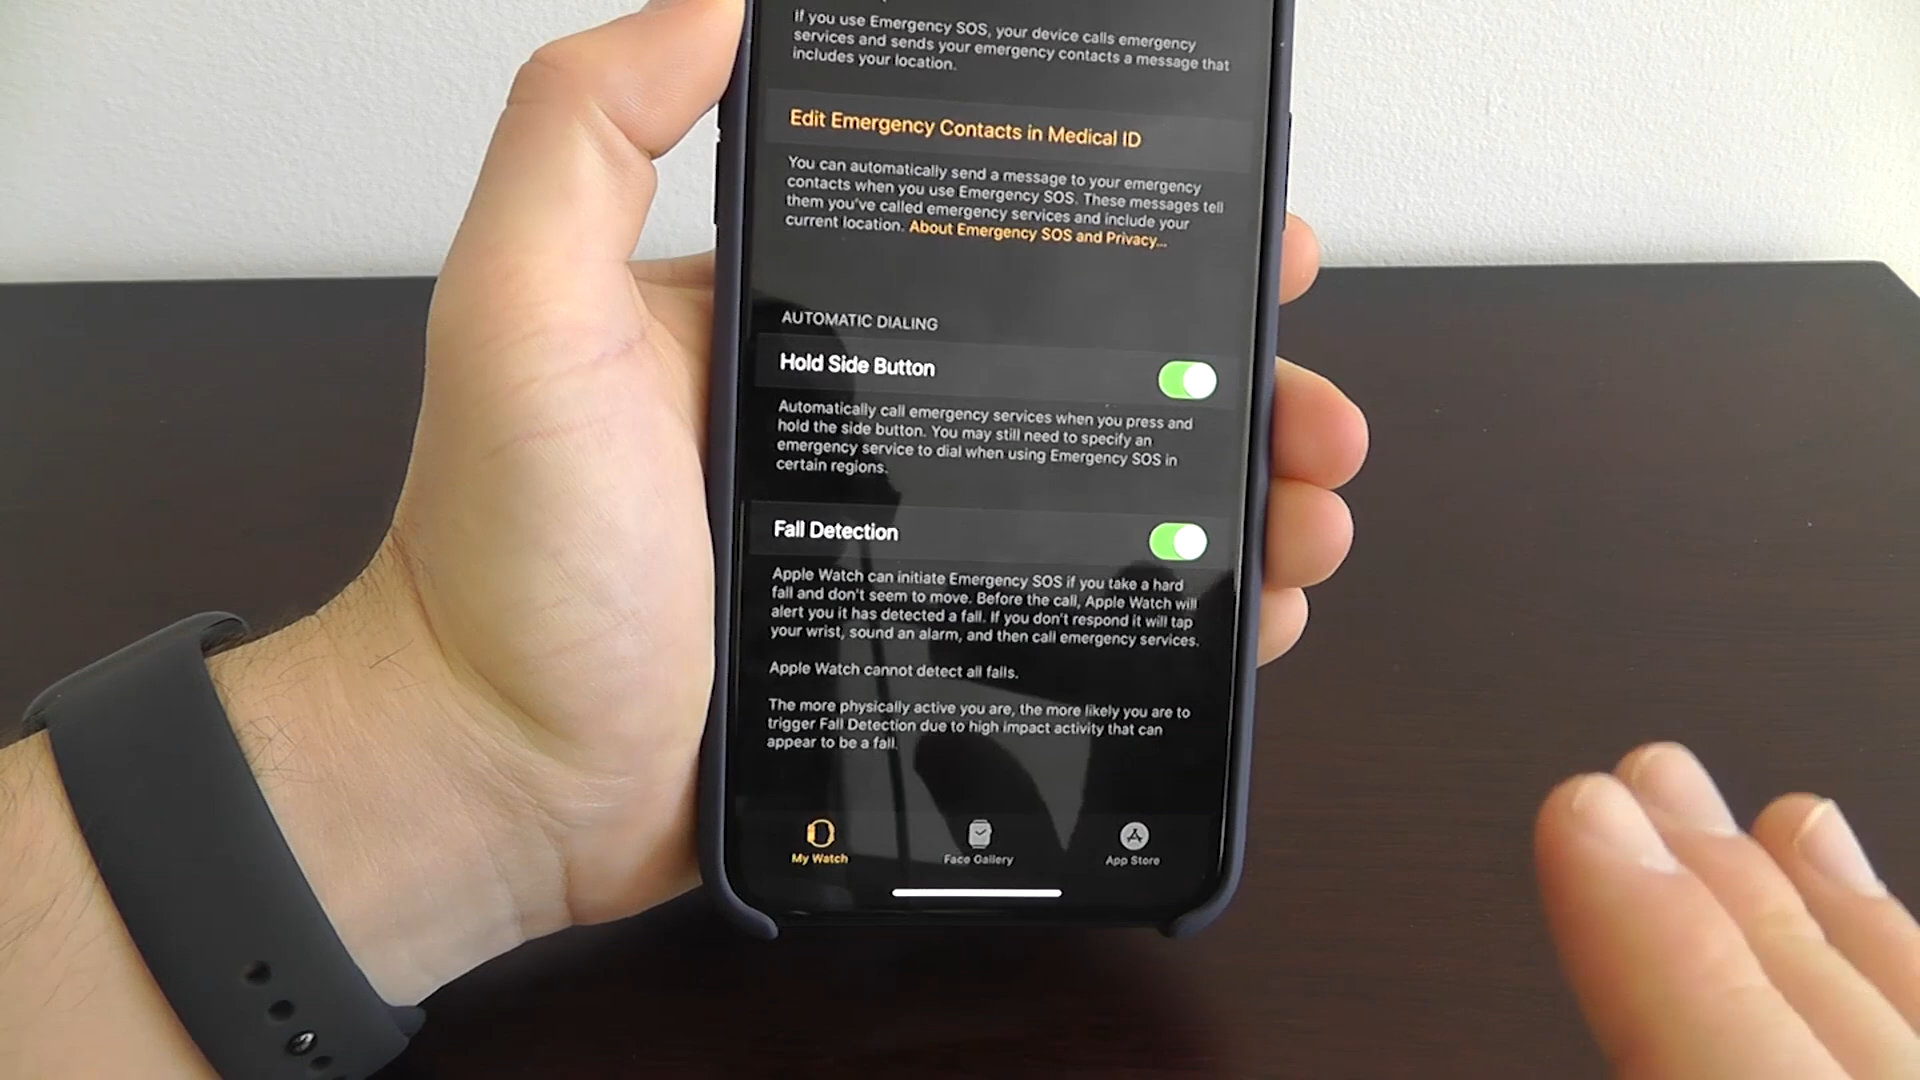 If you use Emergency SOS, your device calls emergency
services and sends your emergency contacts a message that
includes your location.
Edit Emergency Contacts in Medical ID
You can automatically send a message to your emergency
contacts when you use Emergency SOS. These messages tell
them you've called emergency services and include your
current location. About Emergency SOS and Privacy...
AUTOMATIC DIALING
Hold Side Button
Automatically call emergency services when you press and
hold the side button. You may still need to specify an
emergency service to dial when using Emergency SOS in
certain regions.
Fall Detection
Apple Watch can initiate Emergency SOS if you take a hard
fall and don't seem to move. Before the call, Apple Watch will
alert you it has detected a fall. If you don't respond it will tap
your wrist, sound an alarm, and then call emergency services.
Apple Watch cannot detect all falls.
The more physically active you are, the more likely you are to
trigger Fall Detection due to high impact activity that can
appear to be a fall.
My Watch
Face Gallery
App Store